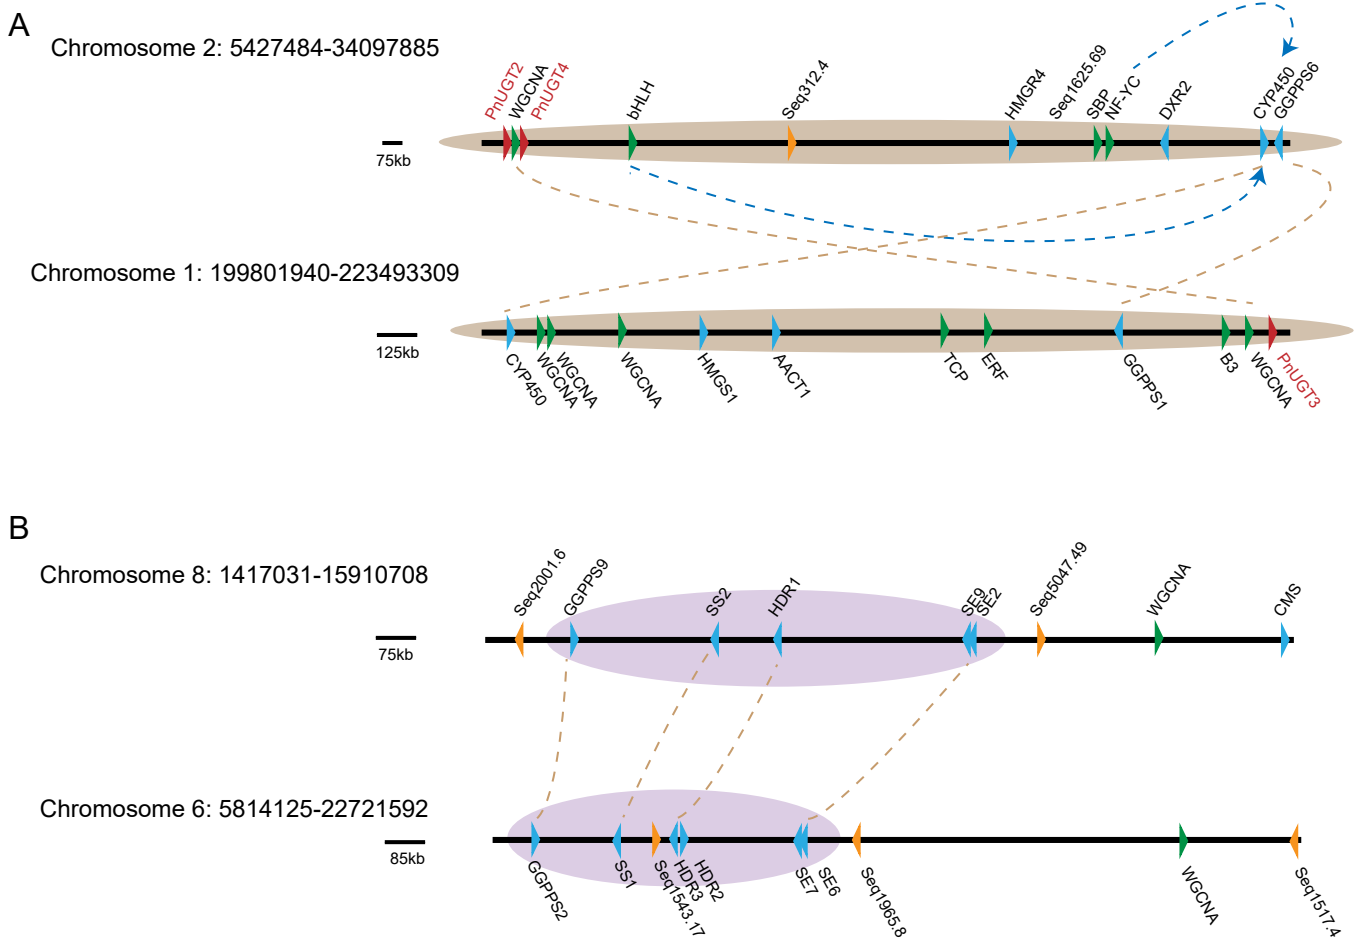 A
Chromosome 2: 5427484-34097885
PnUGT2
WGCNA
PnUGT4
bHLH
Seq312.4
HMGR4
Seq1625.69
SBP
NF-YC
DXR2
CYP450
GGPPS6
75kb
Chromosome 1: 199801940-223493309
125kb
CYP450
WGCNA
WGCNA
WGCNA
HMGS1
AACT1
TCP
ERF
GGPPS1
B3
WGCNA
PnUGT3
B
Chromosome 8: 1417031-15910708
Seq2001.6
GGPPS9
SS2
HDR1
SE9
SE2
Seq5047.49
WGCNA
CMS
75kb
Chromosome 6: 5814125-22721592
85kb
GGPPS2
SS1
Seq1543.17
HDR3
HDR2
SE7
SE6
Seq1965.8
WGCNA
Seq1517.4